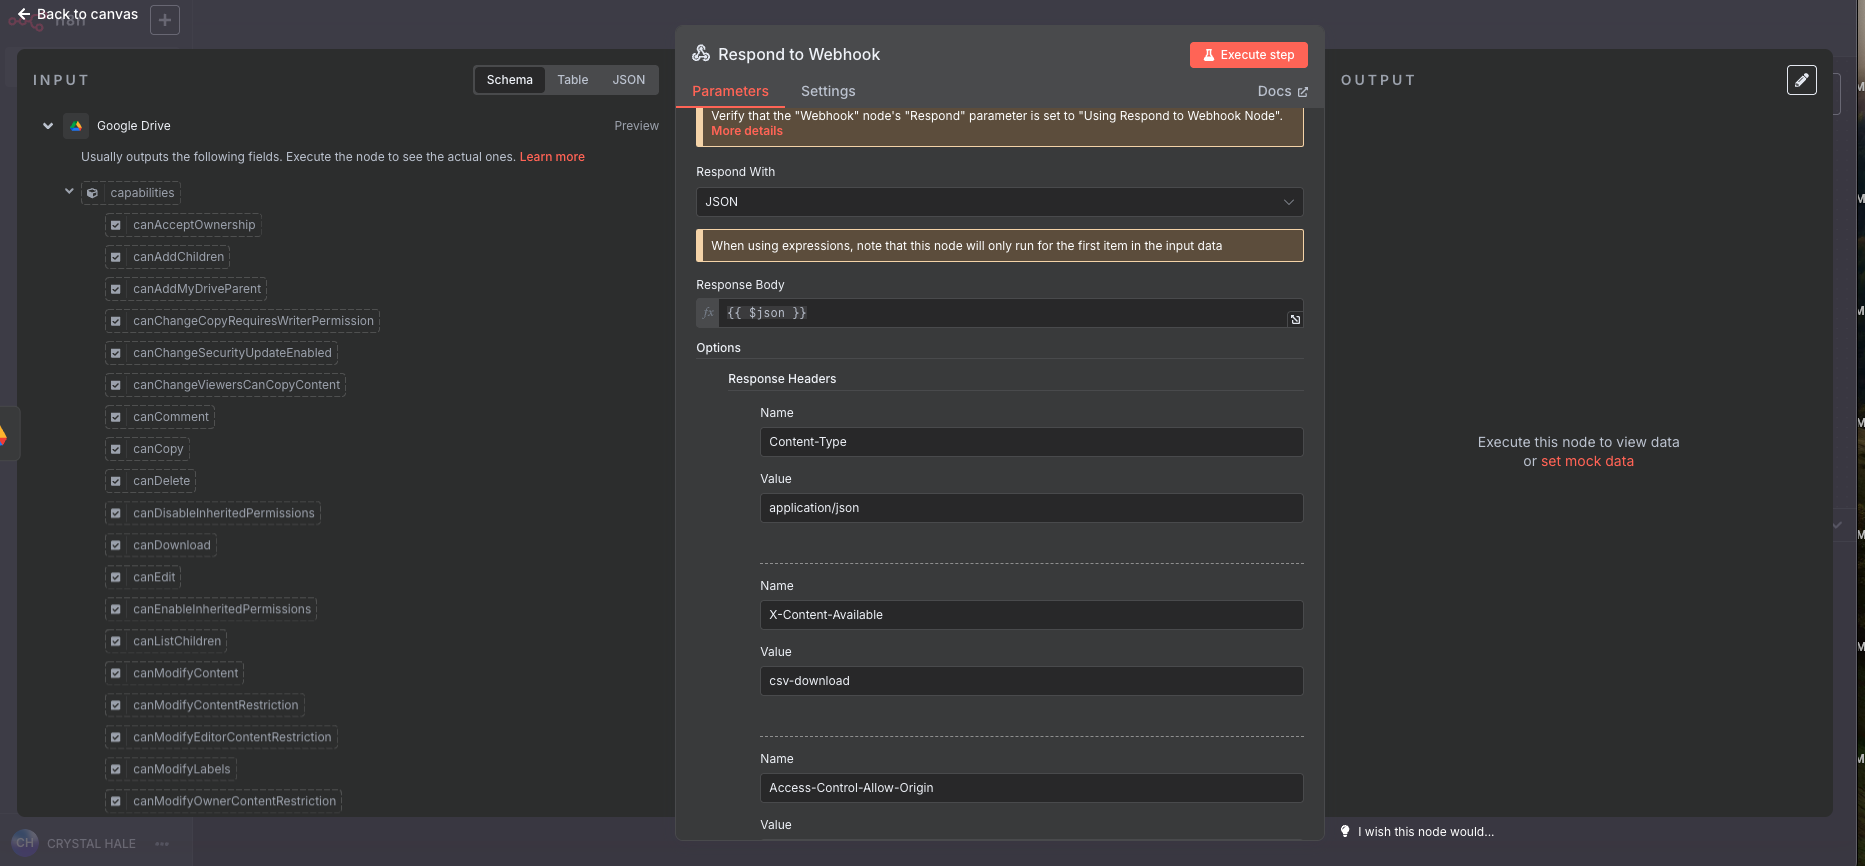 Back to canvas
n8n
INPUT
Schema
Table
JSON
Google Drive
Preview
Usually outputs the following fields. Execute the node to see the actual ones. Learn more
capabilities
canAcceptOwnership
canAddChildren
canAddMyDriveParent
canChangeCopyRequiresWriterPermission
canChangeSecurityUpdateEnabled
canChangeViewersCanCopyContent
canComment
canCopy
canDelete
canDisableInheritedPermissions
canDownload
canEdit
canEnableInheritedPermissions
canListChildren
canModifyContent
canModifyContentRestriction
canModifyEditorContentRestriction
canModifyLabels
canModifyOwnerContentRestriction
CH
CRYSTAL HALE
Respond to Webhook
Execute step
Parameters
Settings
Docs
Verify that the "Webhook" node's "Respond" parameter is set to "Using Respond to Webhook Node".
More details
Respond With
JSON
When using expressions, note that this node will only run for the first item in the input data
Response Body
fx
{{ $json }}
Options
Response Headers
Name
Content-Type
Value
application/json
Name
X-Content-Available
Value
csv-download
Name
Access-Control-Allow-Origin
Value
OUTPUT
Execute this node to view data
or set mock data
I wish this node would...